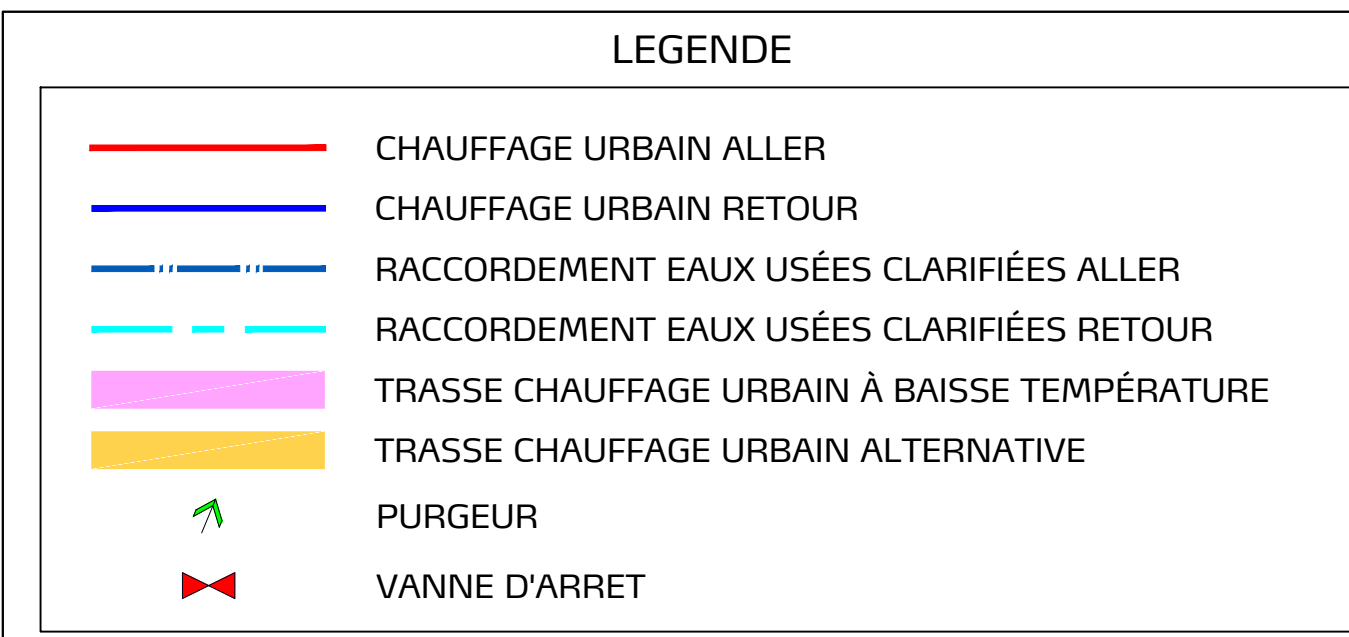 LEGENDE
CHAUFFAGE URBAIN ALLER
CHAUFFAGE URBAIN RETOUR
RACCORDEMENT EAUX USÉES CLARIFIÉES ALLER
RACCORDEMENT EAUX USÉES CLARIFIÉES RETOUR
TRASSE CHAUFFAGE URBAIN À BAISSE TEMPÉRATURE
TRASSE CHAUFFAGE URBAIN ALTERNATIVE
PURGEUR
VANNE D'ARRET